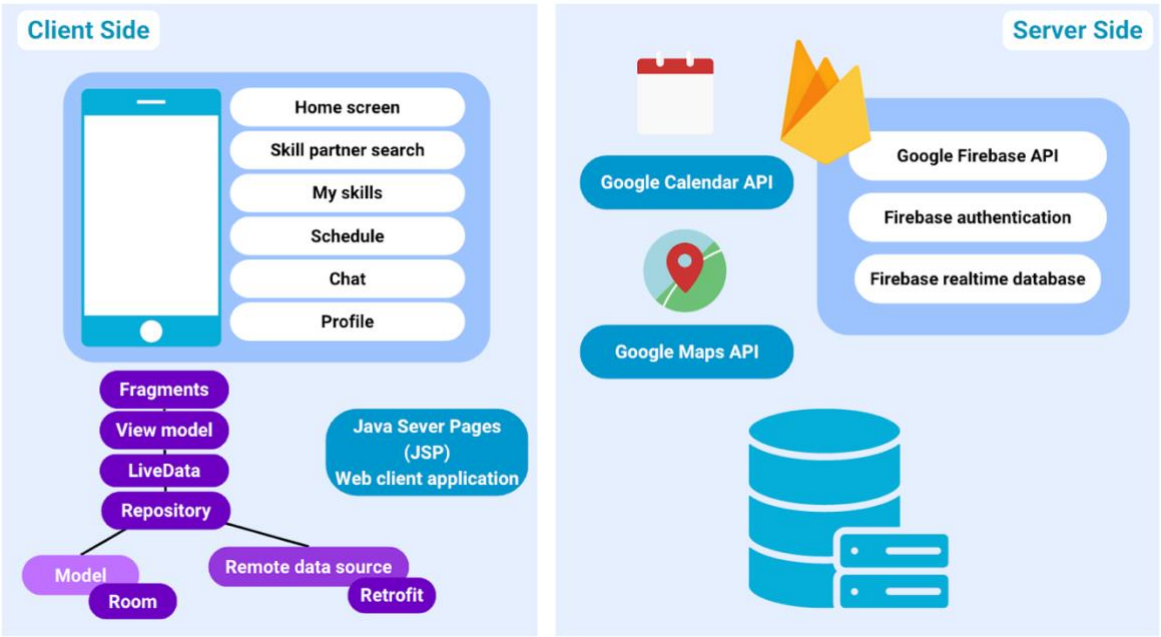 Client Side
Home screen
Skill partner search
My skills
Schedule
Chat
Profile
Fragments
View model
LiveData
Repository
Model
Room
Remote data source
Retrofit
Java Sever Pages
(JSP)
Web client application
Server Side
Google Calendar API
Google Maps API
Google Firebase API
Firebase authentication
Firebase realtime database